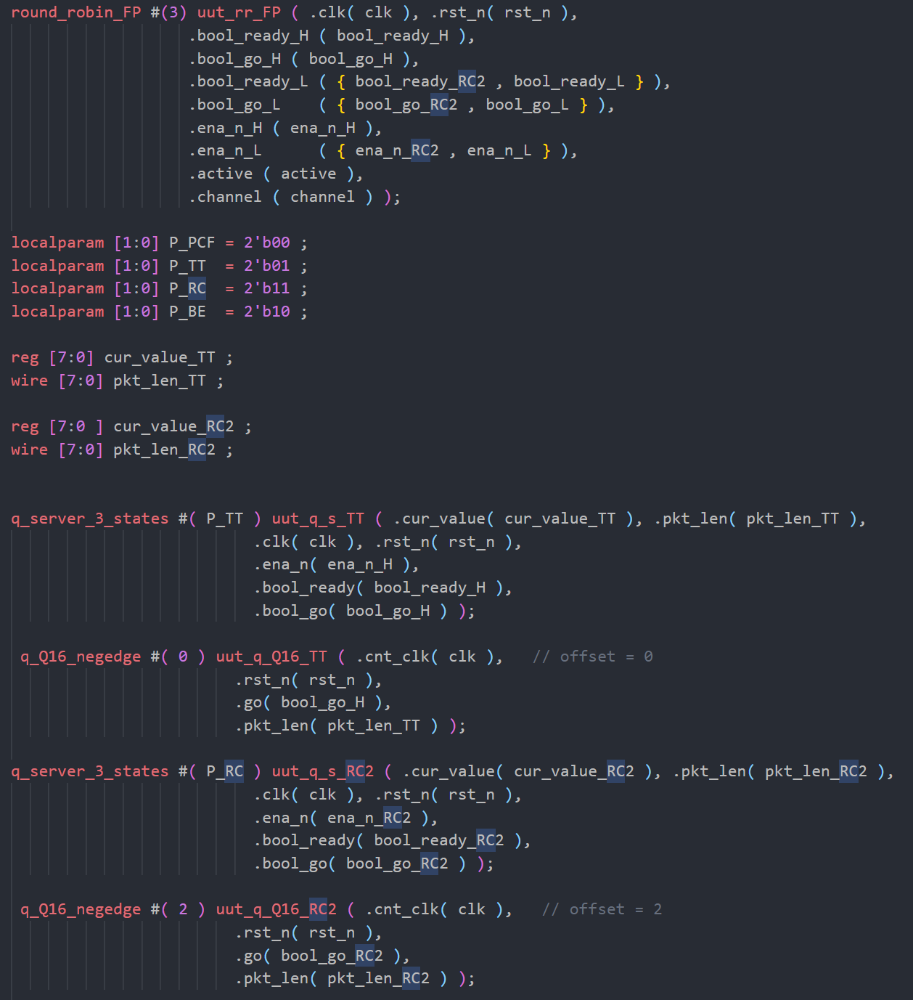 round_robin_FP #(3) uut_rr_FP ( .clk( clk ), .rst_n( rst_n ),
.bool_ready_H ( bool_ready_H ),
.bool_go_H ( bool_go_H ),
.bool_ready_L ( { bool_ready_RC2 , bool_ready_L } ),
.bool_go_L    ( { bool_go_RC2 , bool_go_L } ),
.ena_n_H ( ena_n_H ),
.ena_n_L      ( { ena_n_RC2 , ena_n_L } ),
.active ( active ),
.channel ( channel ) );
localparam [1:0] P_PCF = 2'b00 ;
localparam [1:0] P_TT  = 2'b01 ;
localparam [1:0] P_RC  = 2'b11 ;
localparam [1:0] P_BE  = 2'b10 ;
reg [7:0] cur_value_TT ;
wire [7:0] pkt_len_TT ;
reg [7:0 ] cur_value_RC2 ;
wire [7:0] pkt_len_RC2 ;
q_server_3_states #( P_TT ) uut_q_s_TT ( .cur_value( cur_value_TT ), .pkt_len( pkt_len_TT ),
.clk( clk ), .rst_n( rst_n ),
.ena_n( ena_n_H ),
.bool_ready( bool_ready_H ),
.bool_go( bool_go_H ) );
q_Q16_negedge #( 0 ) uut_q_Q16_TT ( .cnt_clk( clk ),   // offset = 0
.rst_n( rst_n ),
.go( bool_go_H ),
.pkt_len( pkt_len_TT ) );
q_server_3_states #( P_RC ) uut_q_s_RC2 ( .cur_value( cur_value_RC2 ), .pkt_len( pkt_len_RC2 ),
.clk( clk ), .rst_n( rst_n ),
.ena_n( ena_n_RC2 ),
.bool_ready( bool_ready_RC2 ),
.bool_go( bool_go_RC2 ) );
q_Q16_negedge #( 2 ) uut_q_Q16_RC2 ( .cnt_clk( clk ),   // offset = 2
.rst_n( rst_n ),
.go( bool_go_RC2 ),
.pkt_len( pkt_len_RC2 ) );